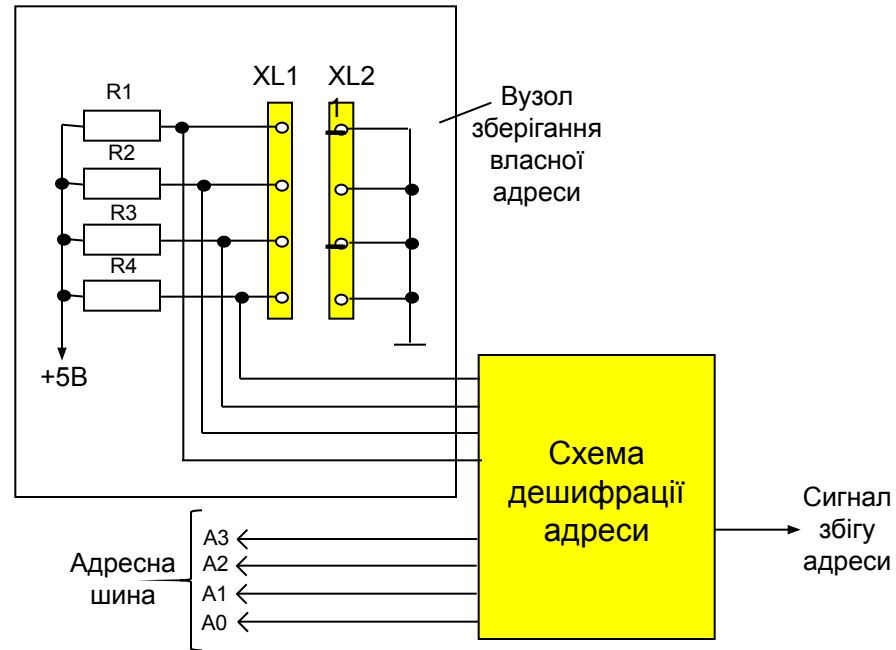 XL1
XL2
1
R1
R2
R3
R4
+5В
Вузол
зберігання
власної
адреси
Схема
дешифрації
адреси
Сигнал
збігу
адреси
Адресна
шина
A3
A2
A1
A0